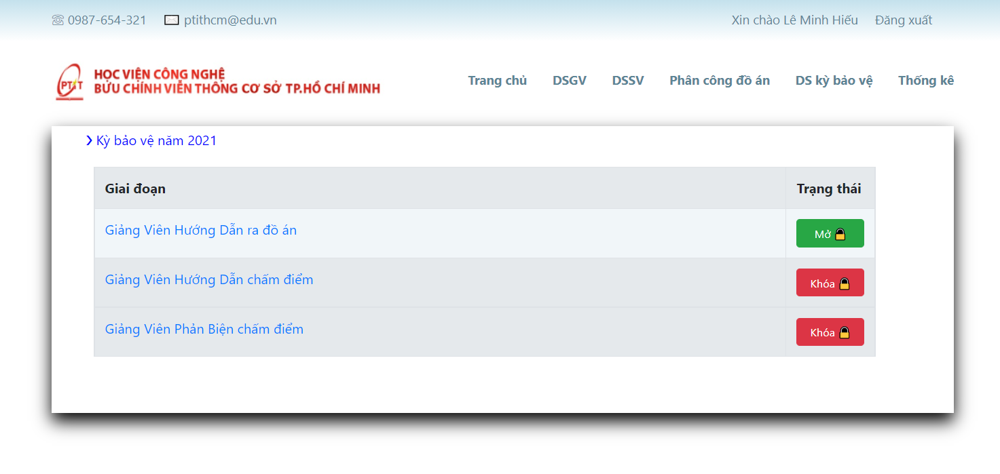 0987-654-321 ptithcm@edu.vn Xin chào Lê Minh Hiếu Đăng xuất
PTIT
HỌC VIỆN CÔNG NGHỆ
BƯU CHÍNH VIỄN THÔNG CƠ SỞ TP.HỒ CHÍ MINH
Trang chủ DSGV DSSV Phân công đồ án DS kỳ bảo vệ Thống kê
Kỳ bảo vệ năm 2021
Giai đoạn Trạng thái
Giảng Viên Hướng Dẫn ra đồ án Mở
Giảng Viên Hướng Dẫn chấm điểm Khóa
Giảng Viên Phản Biện chấm điểm Khóa